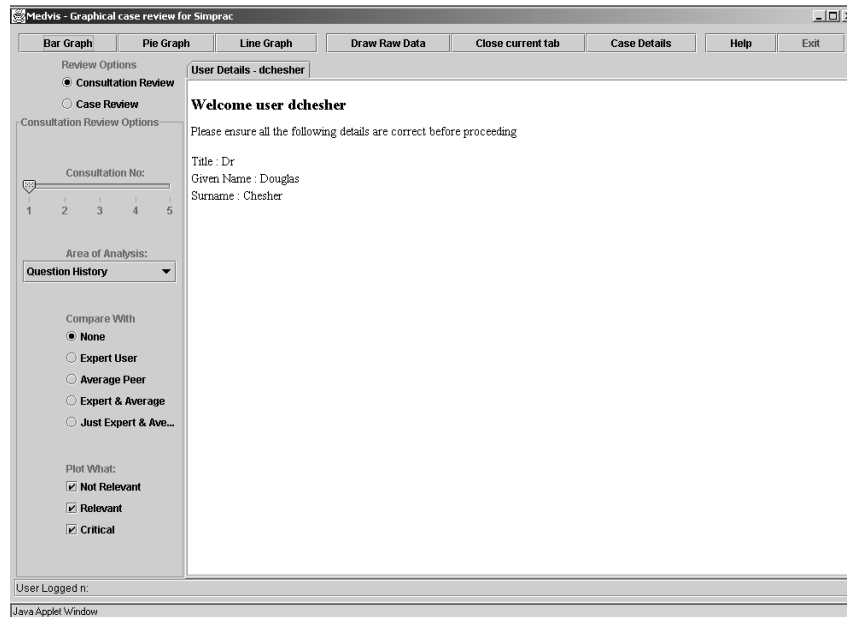 Medvis - Graphical case review for Simprac
Bar Graph Pie Graph Line Graph Draw Raw Data Close current tab Case Details Help Exit
Review Options
Consultation Review
Case Review
Consultation Review Options
Consultation No:
1 2 3 4 5
Area of Analysis:
Question History
Compare With
None
Expert User
Average Peer
Expert & Average
Just Expert & Ave...
Plot What:
Not Relevant
Relevant
Critical
User Details - dchesher
Welcome user dchesher
Please ensure all the following details are correct before proceeding
Title : Dr
Given Name : Douglas
Surname : Chesher
User Logged n:
Java Applet Window